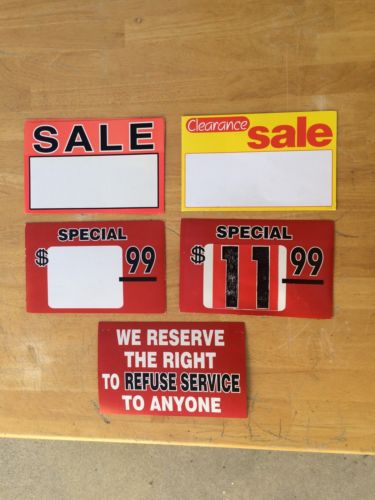 SALE
Clearance
sale
SPECIAL
$ 99
SPECIAL
$ 11 99
WE RESERVE
THE RIGHT
TO REFUSE SERVICE
TO ANYONE